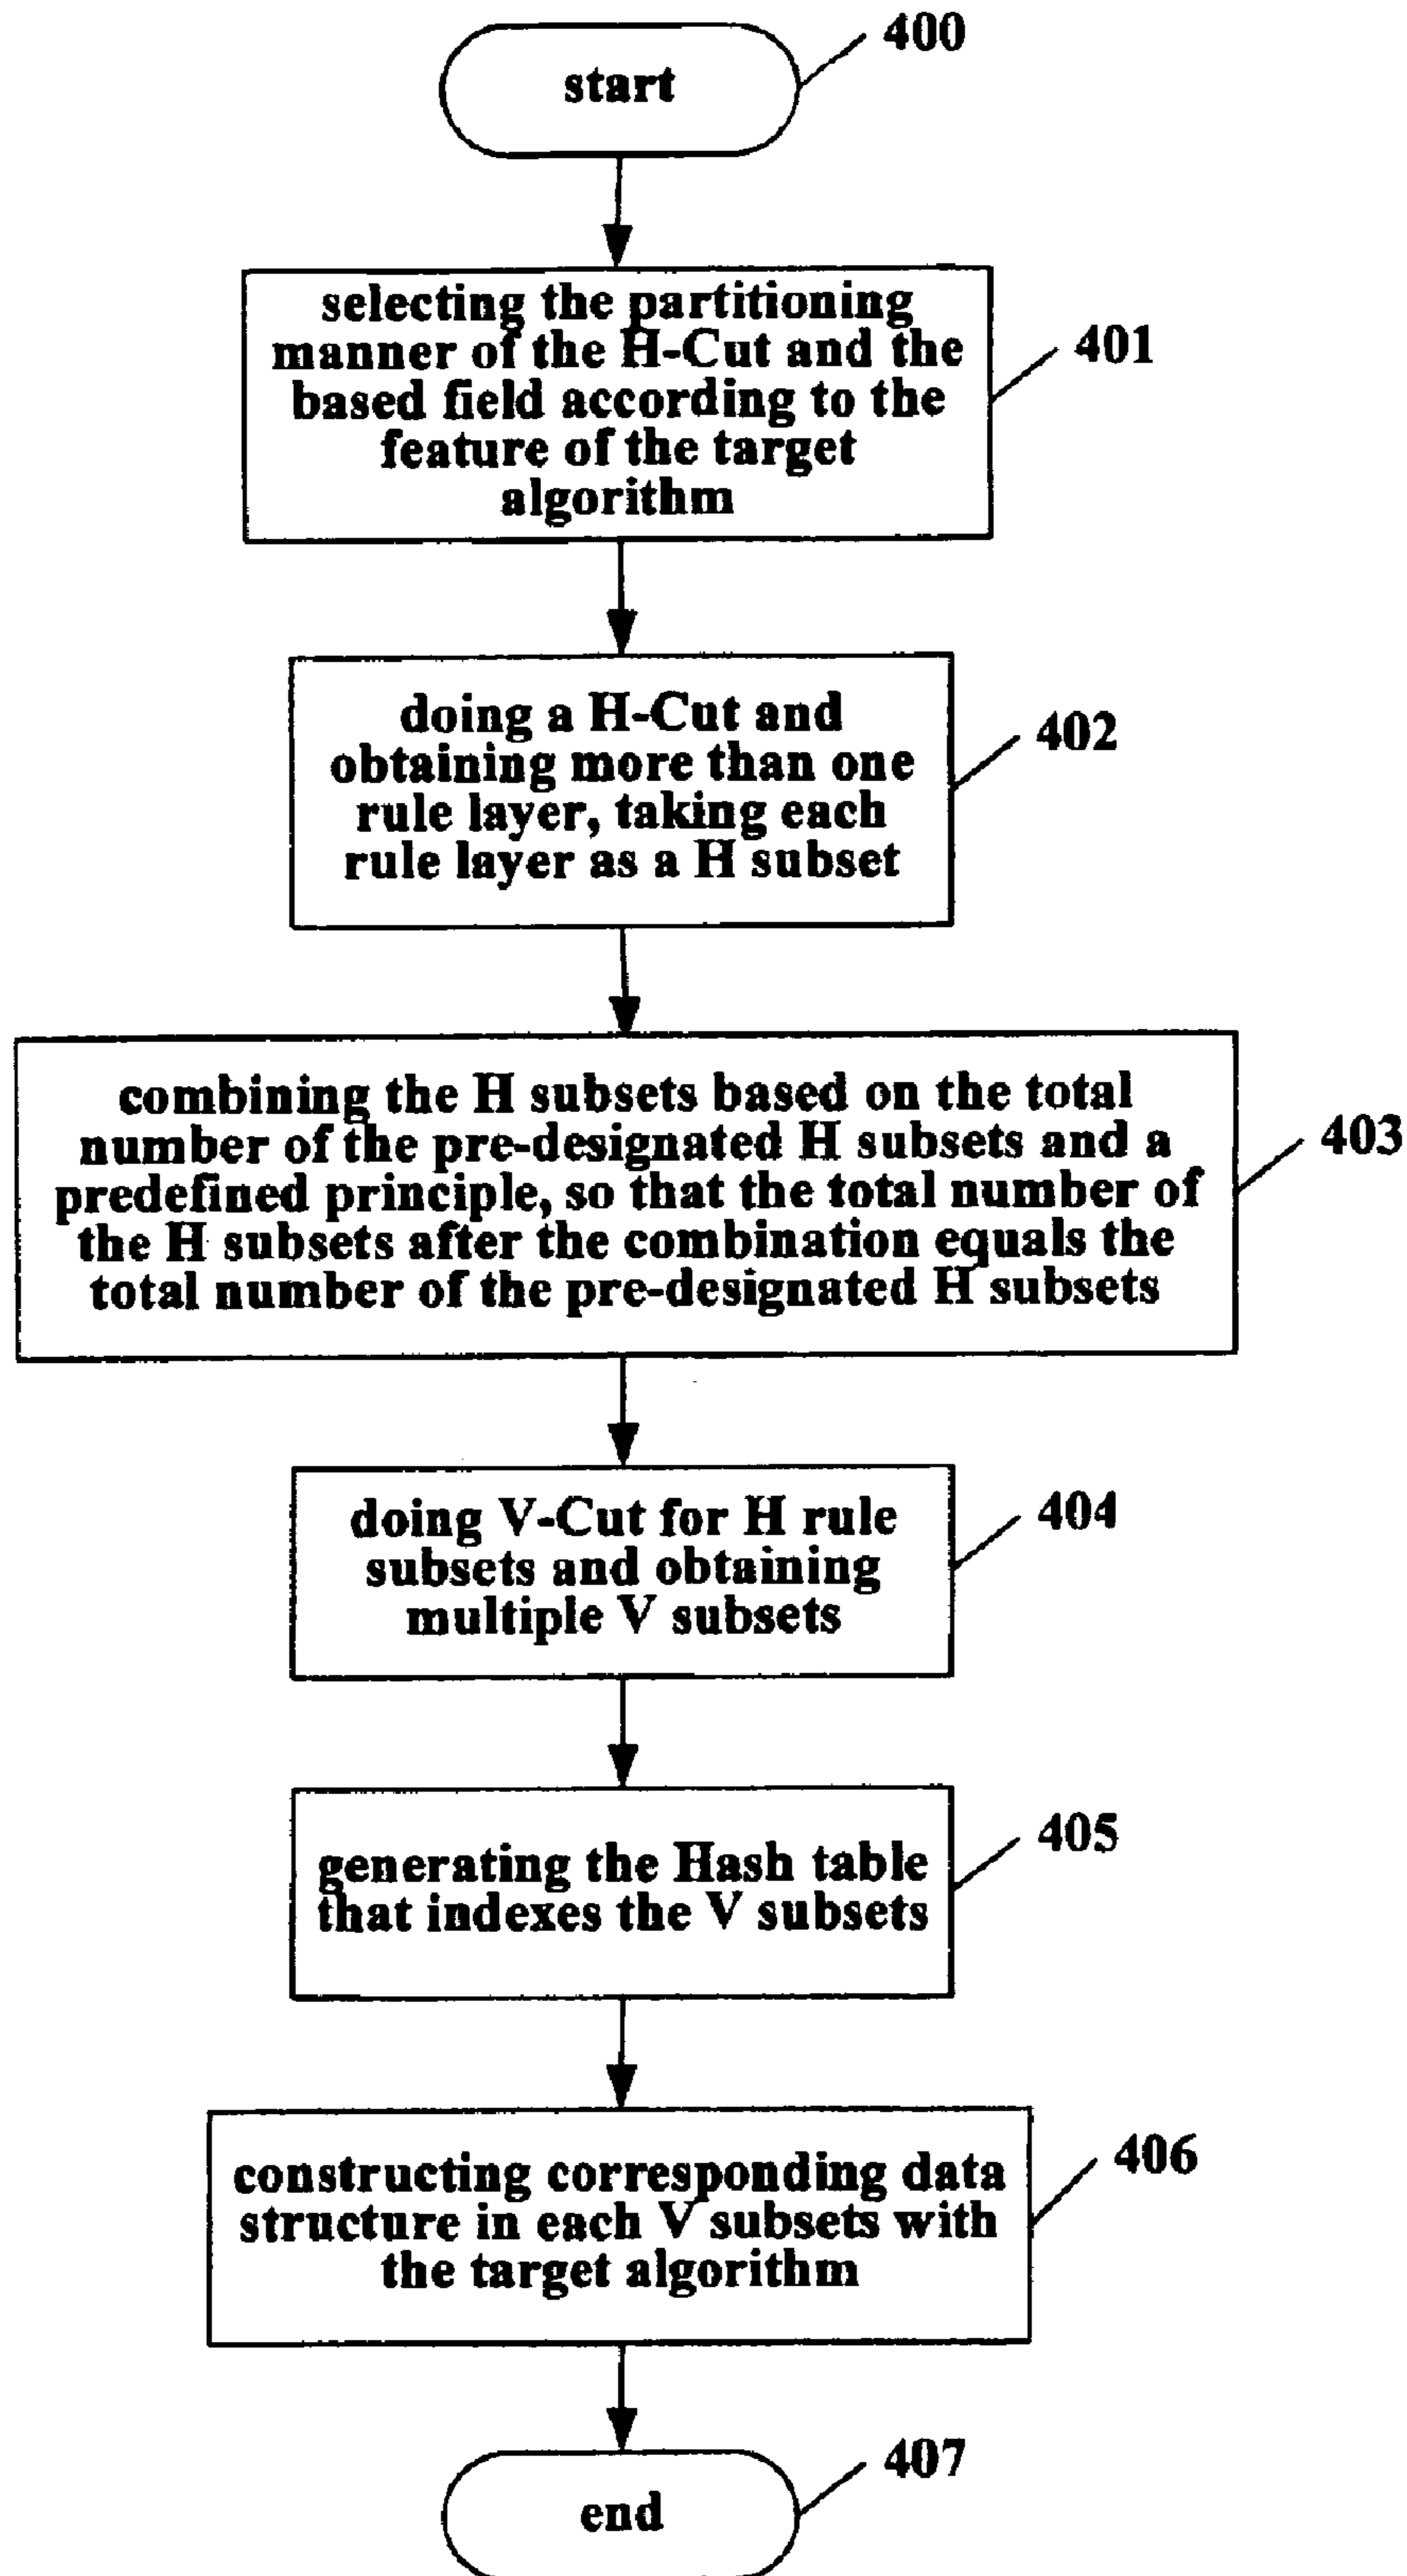 start
400
selecting the partitioning
manner of the H-Cut and the
based field according to the
feature of the target
algorithm
401
doing a H-Cut and
obtaining more than one
rule layer, taking each
rule layer as a H subset
402
combining the H subsets based on the total
number of the pre-designated H subsets and a
predefined principle, so that the total number of
the H subsets after the combination equals the
total number of the pre-designated H subsets
403
doing V-Cut for H rule
subsets and obtaining
multiple V subsets
404
generating the Hash table
that indexes the V subsets
405
constructing corresponding data
structure in each V subsets with
the target algorithm
406
end
407